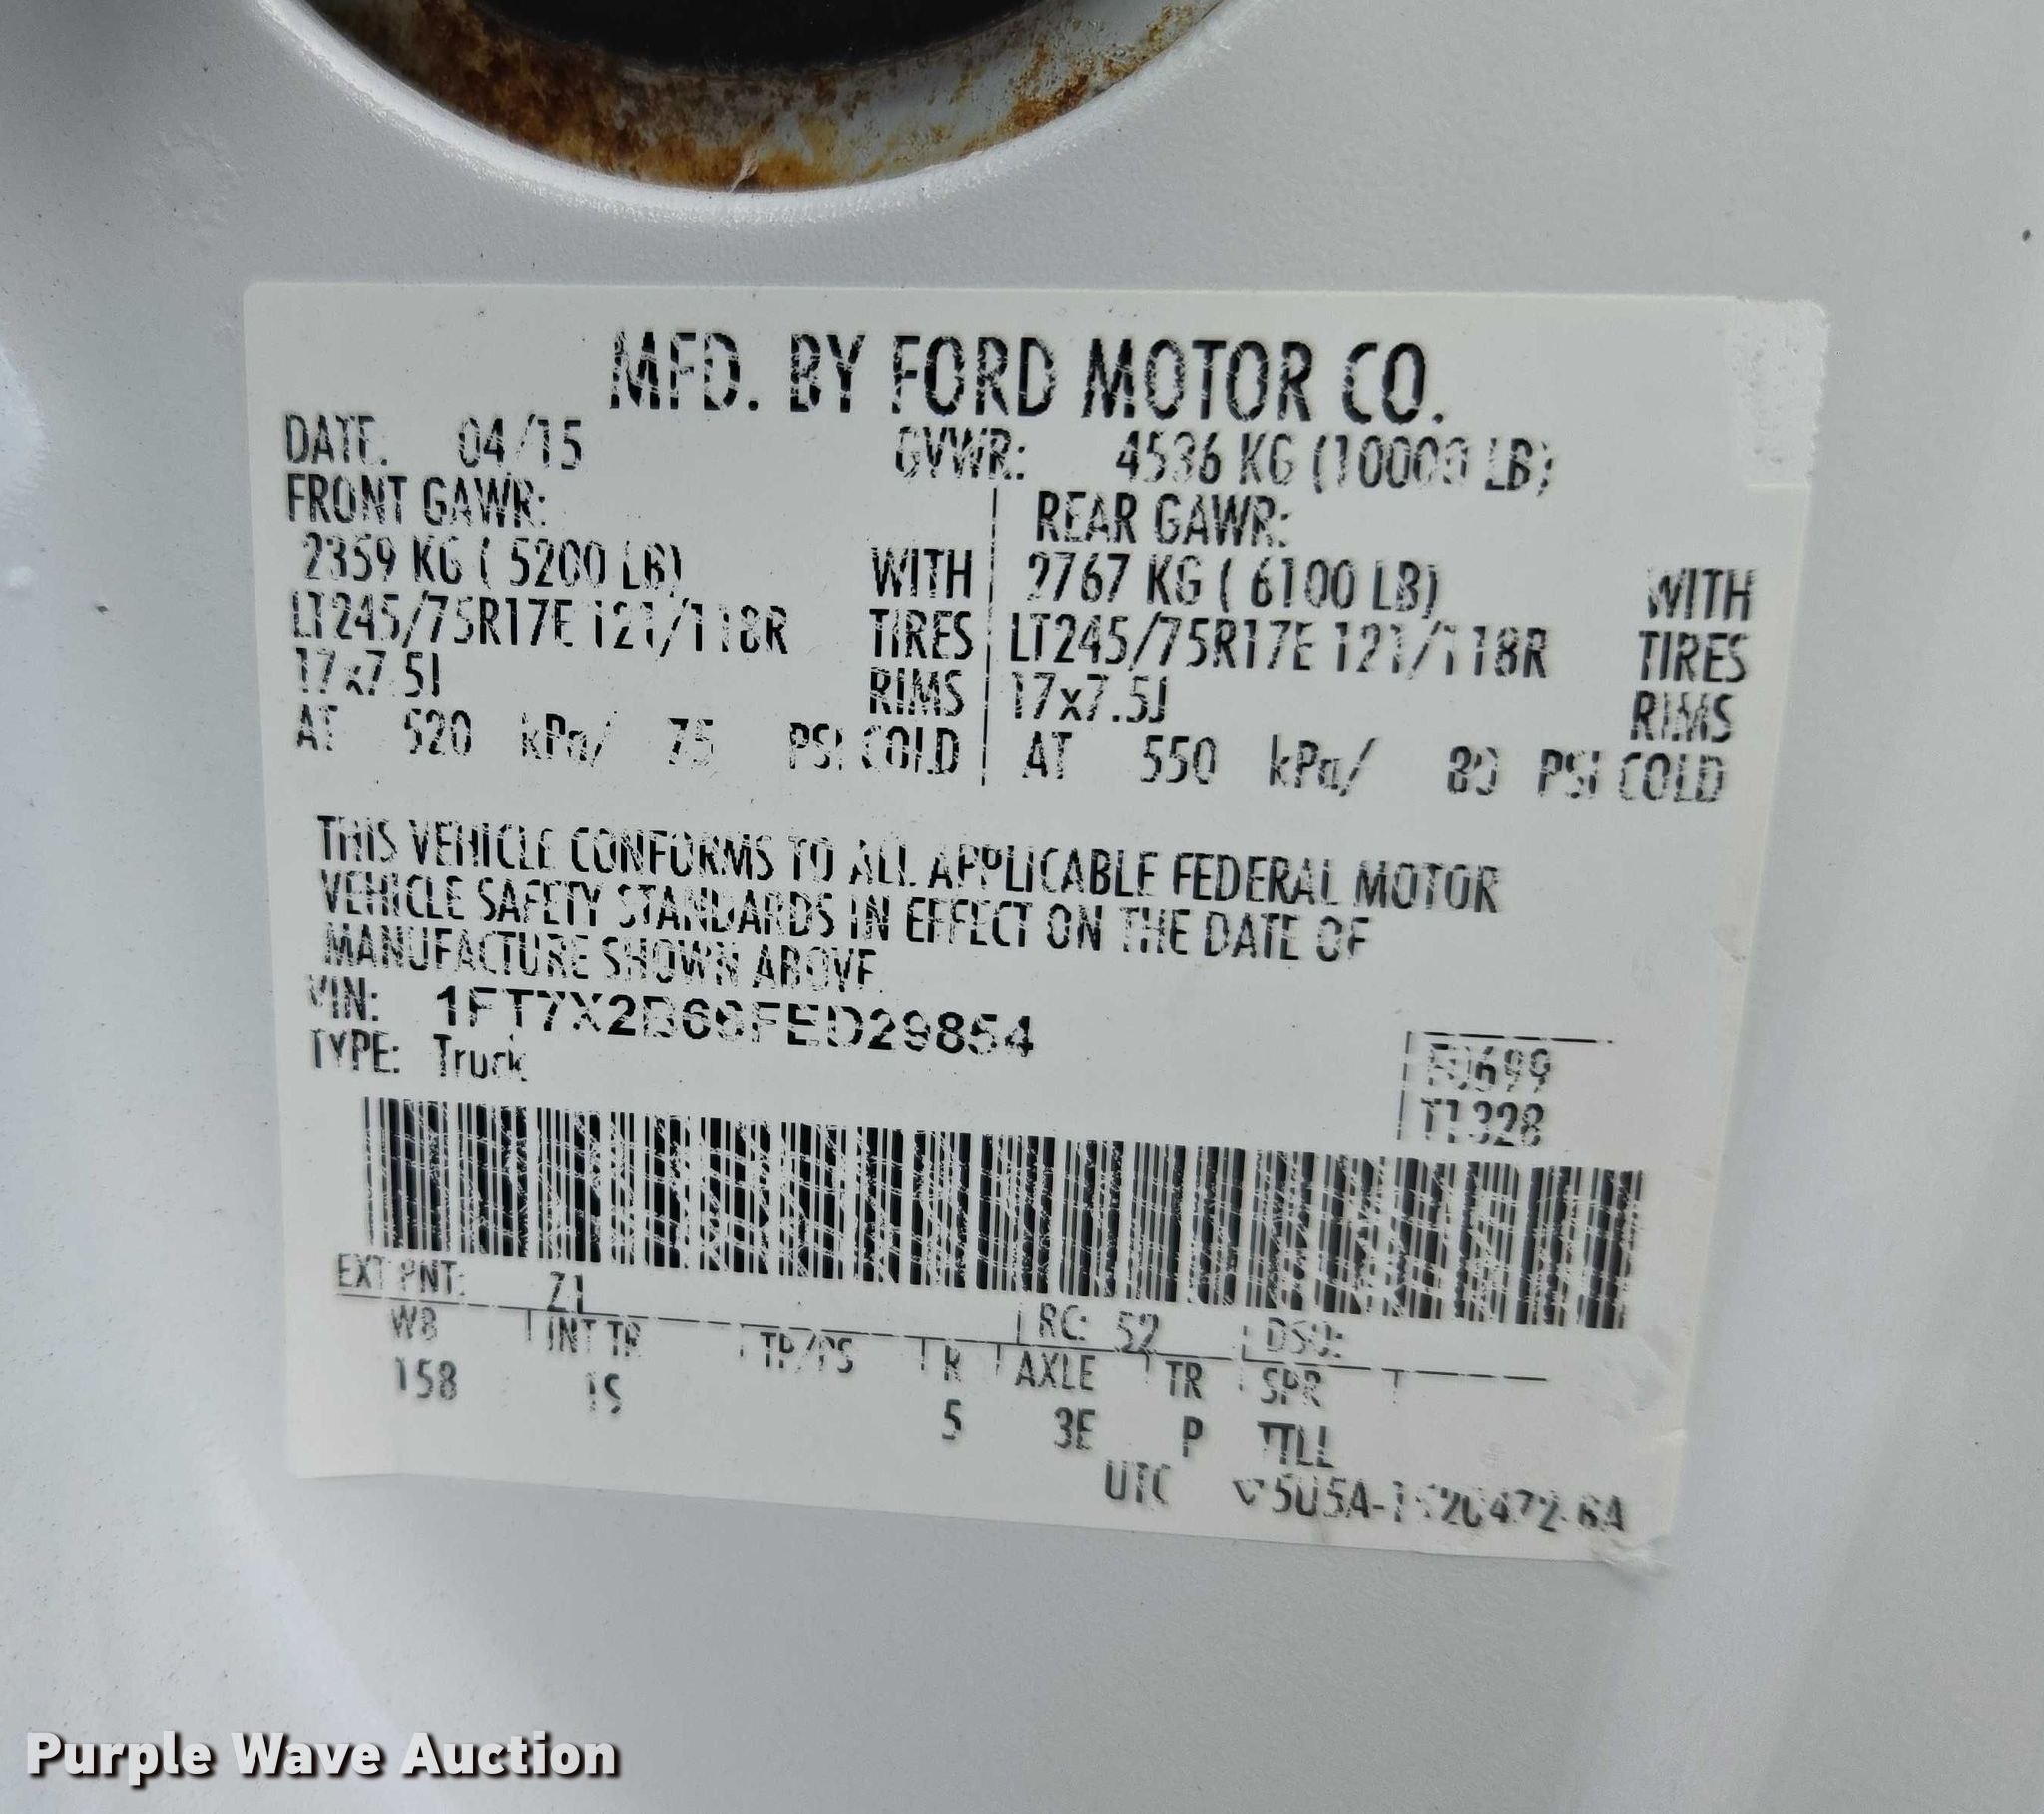 MFD. BY FORD MOTOR CO.
DATE: 04/15 GVWR: 4536 KG (10000 LB)
FRONT GAWR: REAR GAWR:
2359 KG ( 5200 LB) WITH 2767 KG ( 6100 LB) WITH
LT245/75R17E 121/118R TIRES LT245/75R17E 121/118R TIRES
17x7.5J RIMS 17x7.5J RIMS
AT 520 kPa/ 75 PSI COLD AT 550 kPa/ 80 PSI COLD
THIS VEHICLE CONFORMS TO ALL APPLICABLE FEDERAL MOTOR
VEHICLE SAFETY STANDARDS IN EFFECT ON THE DATE OF
MANUFACTURE SHOWN ABOVE.
VIN: 1FT7X2B66FED29854
TYPE: Truck
F0699
T1328
EXT PNT: Z1 RC: 52 DSO:
WB INT TR TP/PS R AXLE TR SPR
158 1S 5 3E P TTLL
UTC
Purple Wave Auction